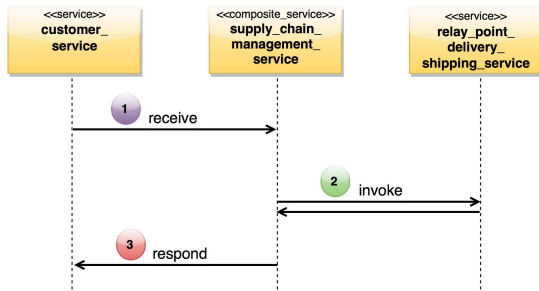 <<service>>
customer_
service
<<composite_service>>
supply_chain_
management_
service
<<service>>
relay_point_
delivery_
shipping_service
1
receive
2
invoke
3
respond